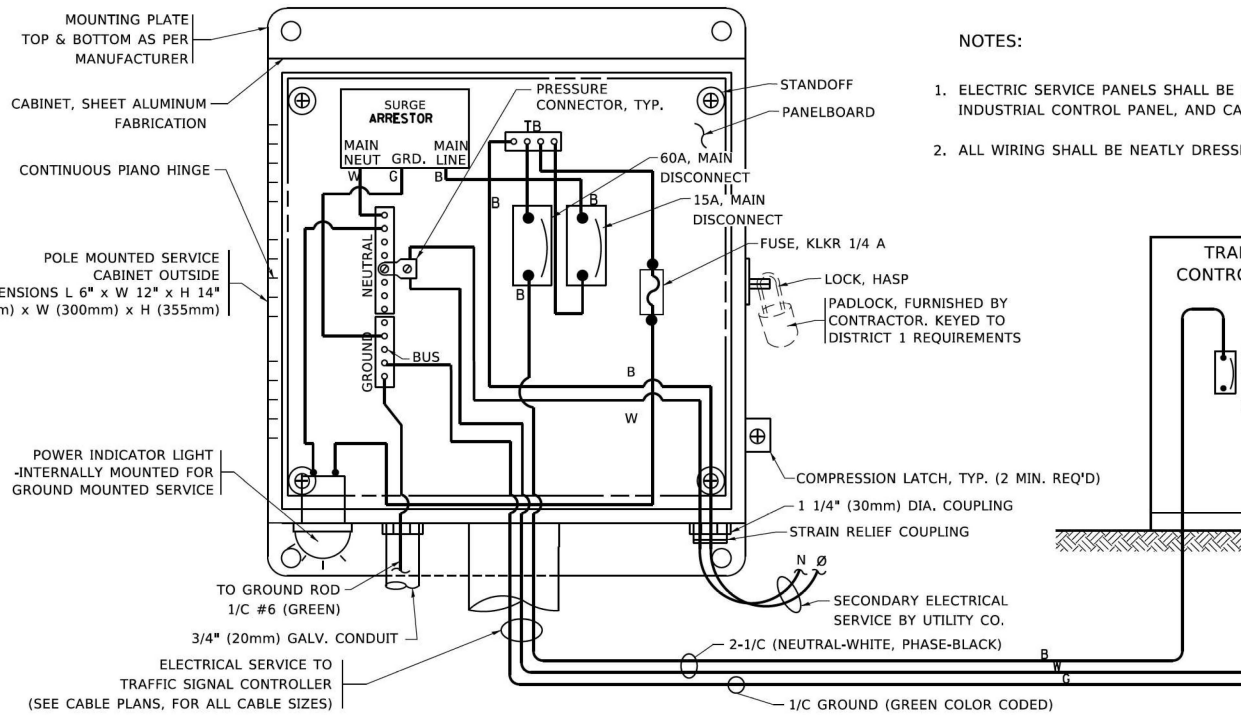 MOUNTING PLATE
TOP & BOTTOM AS PER
MANUFACTURER
CABINET, SHEET ALUMINUM
FABRICATION
CONTINUOUS PIANO HINGE
POLE MOUNTED SERVICE
CABINET OUTSIDE
ENSIONS L 6" x W 12" x H 14"
m) x W (300mm) x H (355mm)
POWER INDICATOR LIGHT
-INTERNALLY MOUNTED FOR
GROUND MOUNTED SERVICE
TO GROUND ROD
1/C #6 (GREEN)
3/4" (20mm) GALV. CONDUIT
ELECTRICAL SERVICE TO
TRAFFIC SIGNAL CONTROLLER
(SEE CABLE PLANS, FOR ALL CABLE SIZES)
SURGE
ARRESTOR
MAIN
NEUT
GRD.
MAIN
LINE
W
G
B
PRESSURE
CONNECTOR, TYP.
TB
60A, MAIN
DISCONNECT
B
B
15A, MAIN
DISCONNECT
NEUTRAL
FUSE, KLKR 1/4 A
B
GROUND
BUS
B
W
STANDOFF
PANELBOARD
LOCK, HASP
PADLOCK, FURNISHED BY
CONTRACTOR. KEYED TO
DISTRICT 1 REQUIREMENTS
COMPRESSION LATCH, TYP. (2 MIN. REQ'D)
1 1/4" (30mm) DIA. COUPLING
STRAIN RELIEF COUPLING
N Ø
SECONDARY ELECTRICAL
SERVICE BY UTILITY CO.
2-1/C (NEUTRAL-WHITE, PHASE-BLACK)
B
W
G
1/C GROUND (GREEN COLOR CODED)
NOTES:
1. ELECTRIC SERVICE PANELS SHALL BE
INDUSTRIAL CONTROL PANEL, AND CA
2. ALL WIRING SHALL BE NEATLY DRESS
TRA
CONTRO